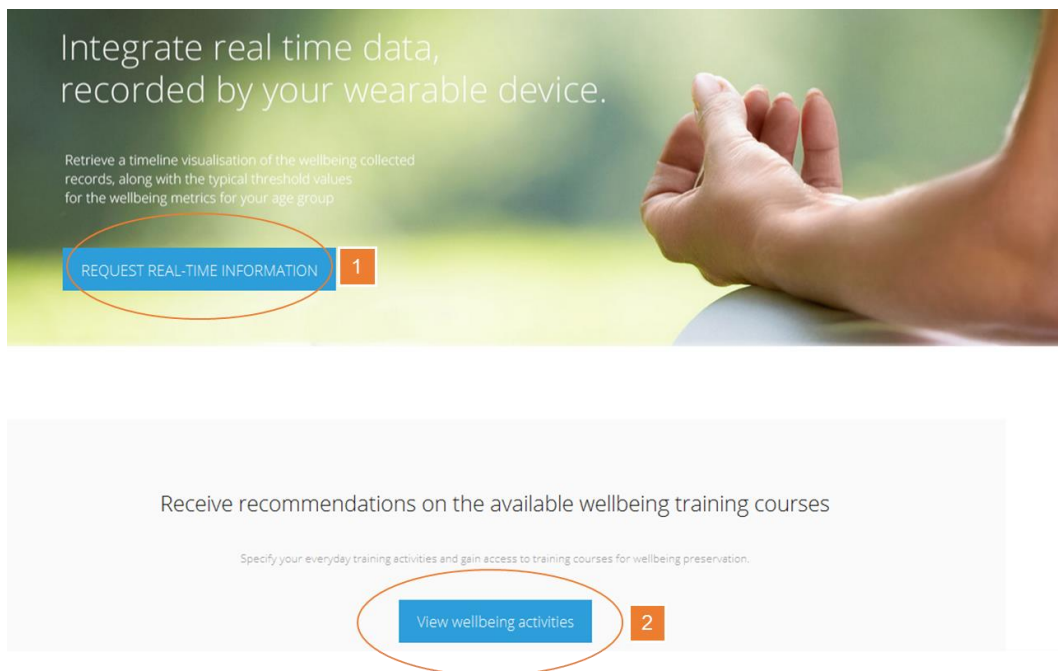 Integrate real time data,
recorded by your wearable device.
Retrieve a timeline visualisation of the wellbeing collected
records, along with the typical threshold values
for the wellbeing metrics for your age group
REQUEST REAL-TIME INFORMATION
1
Receive recommendations on the available wellbeing training courses
Specify your everyday training activities and gain access to training courses for wellbeing preservation.
View wellbeing activities
2